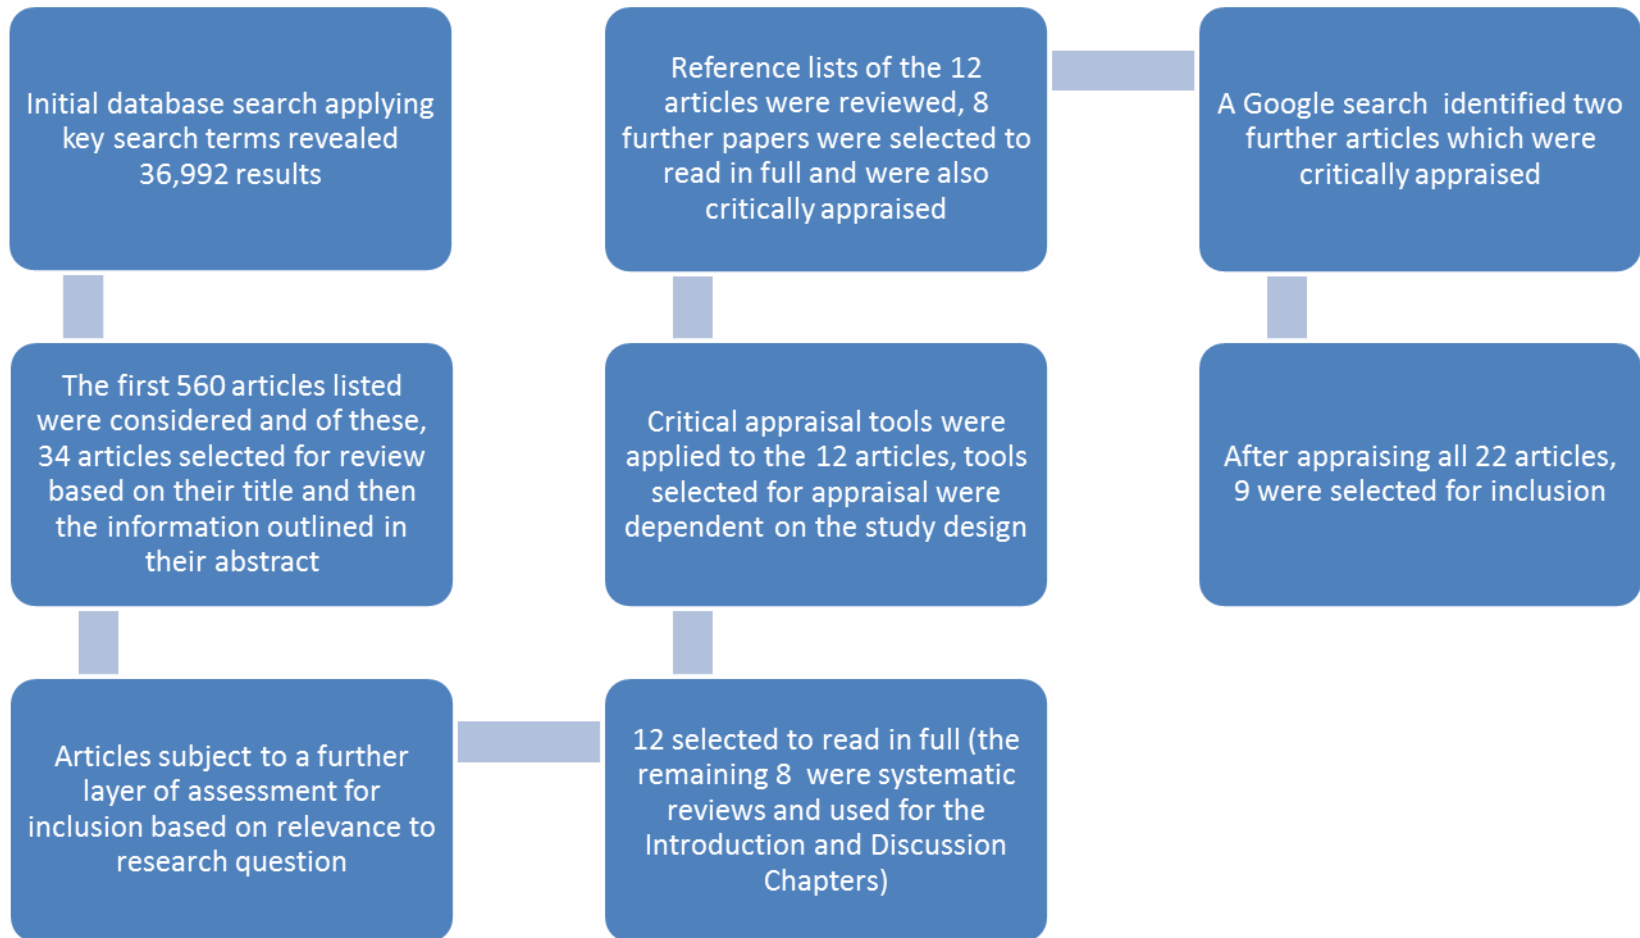 Initial database search applying
key search terms revealed
36,992 results
The first 560 articles listed
were considered and of these,
34 articles selected for review
based on their title and then
the information outlined in
their abstract
Articles subject to a further
layer of assessment for
inclusion based on relevance to
research question
12 selected to read in full (the
remaining 8  were systematic
reviews and used for the
Introduction and Discussion
Chapters)
Critical appraisal tools were
applied to the 12 articles, tools
selected for appraisal were
dependent on the study design
Reference lists of the 12
articles were reviewed, 8
further papers were selected to
read in full and were also
critically appraised
A Google search  identified two
further articles which were
critically appraised
After appraising all 22 articles,
9 were selected for inclusion